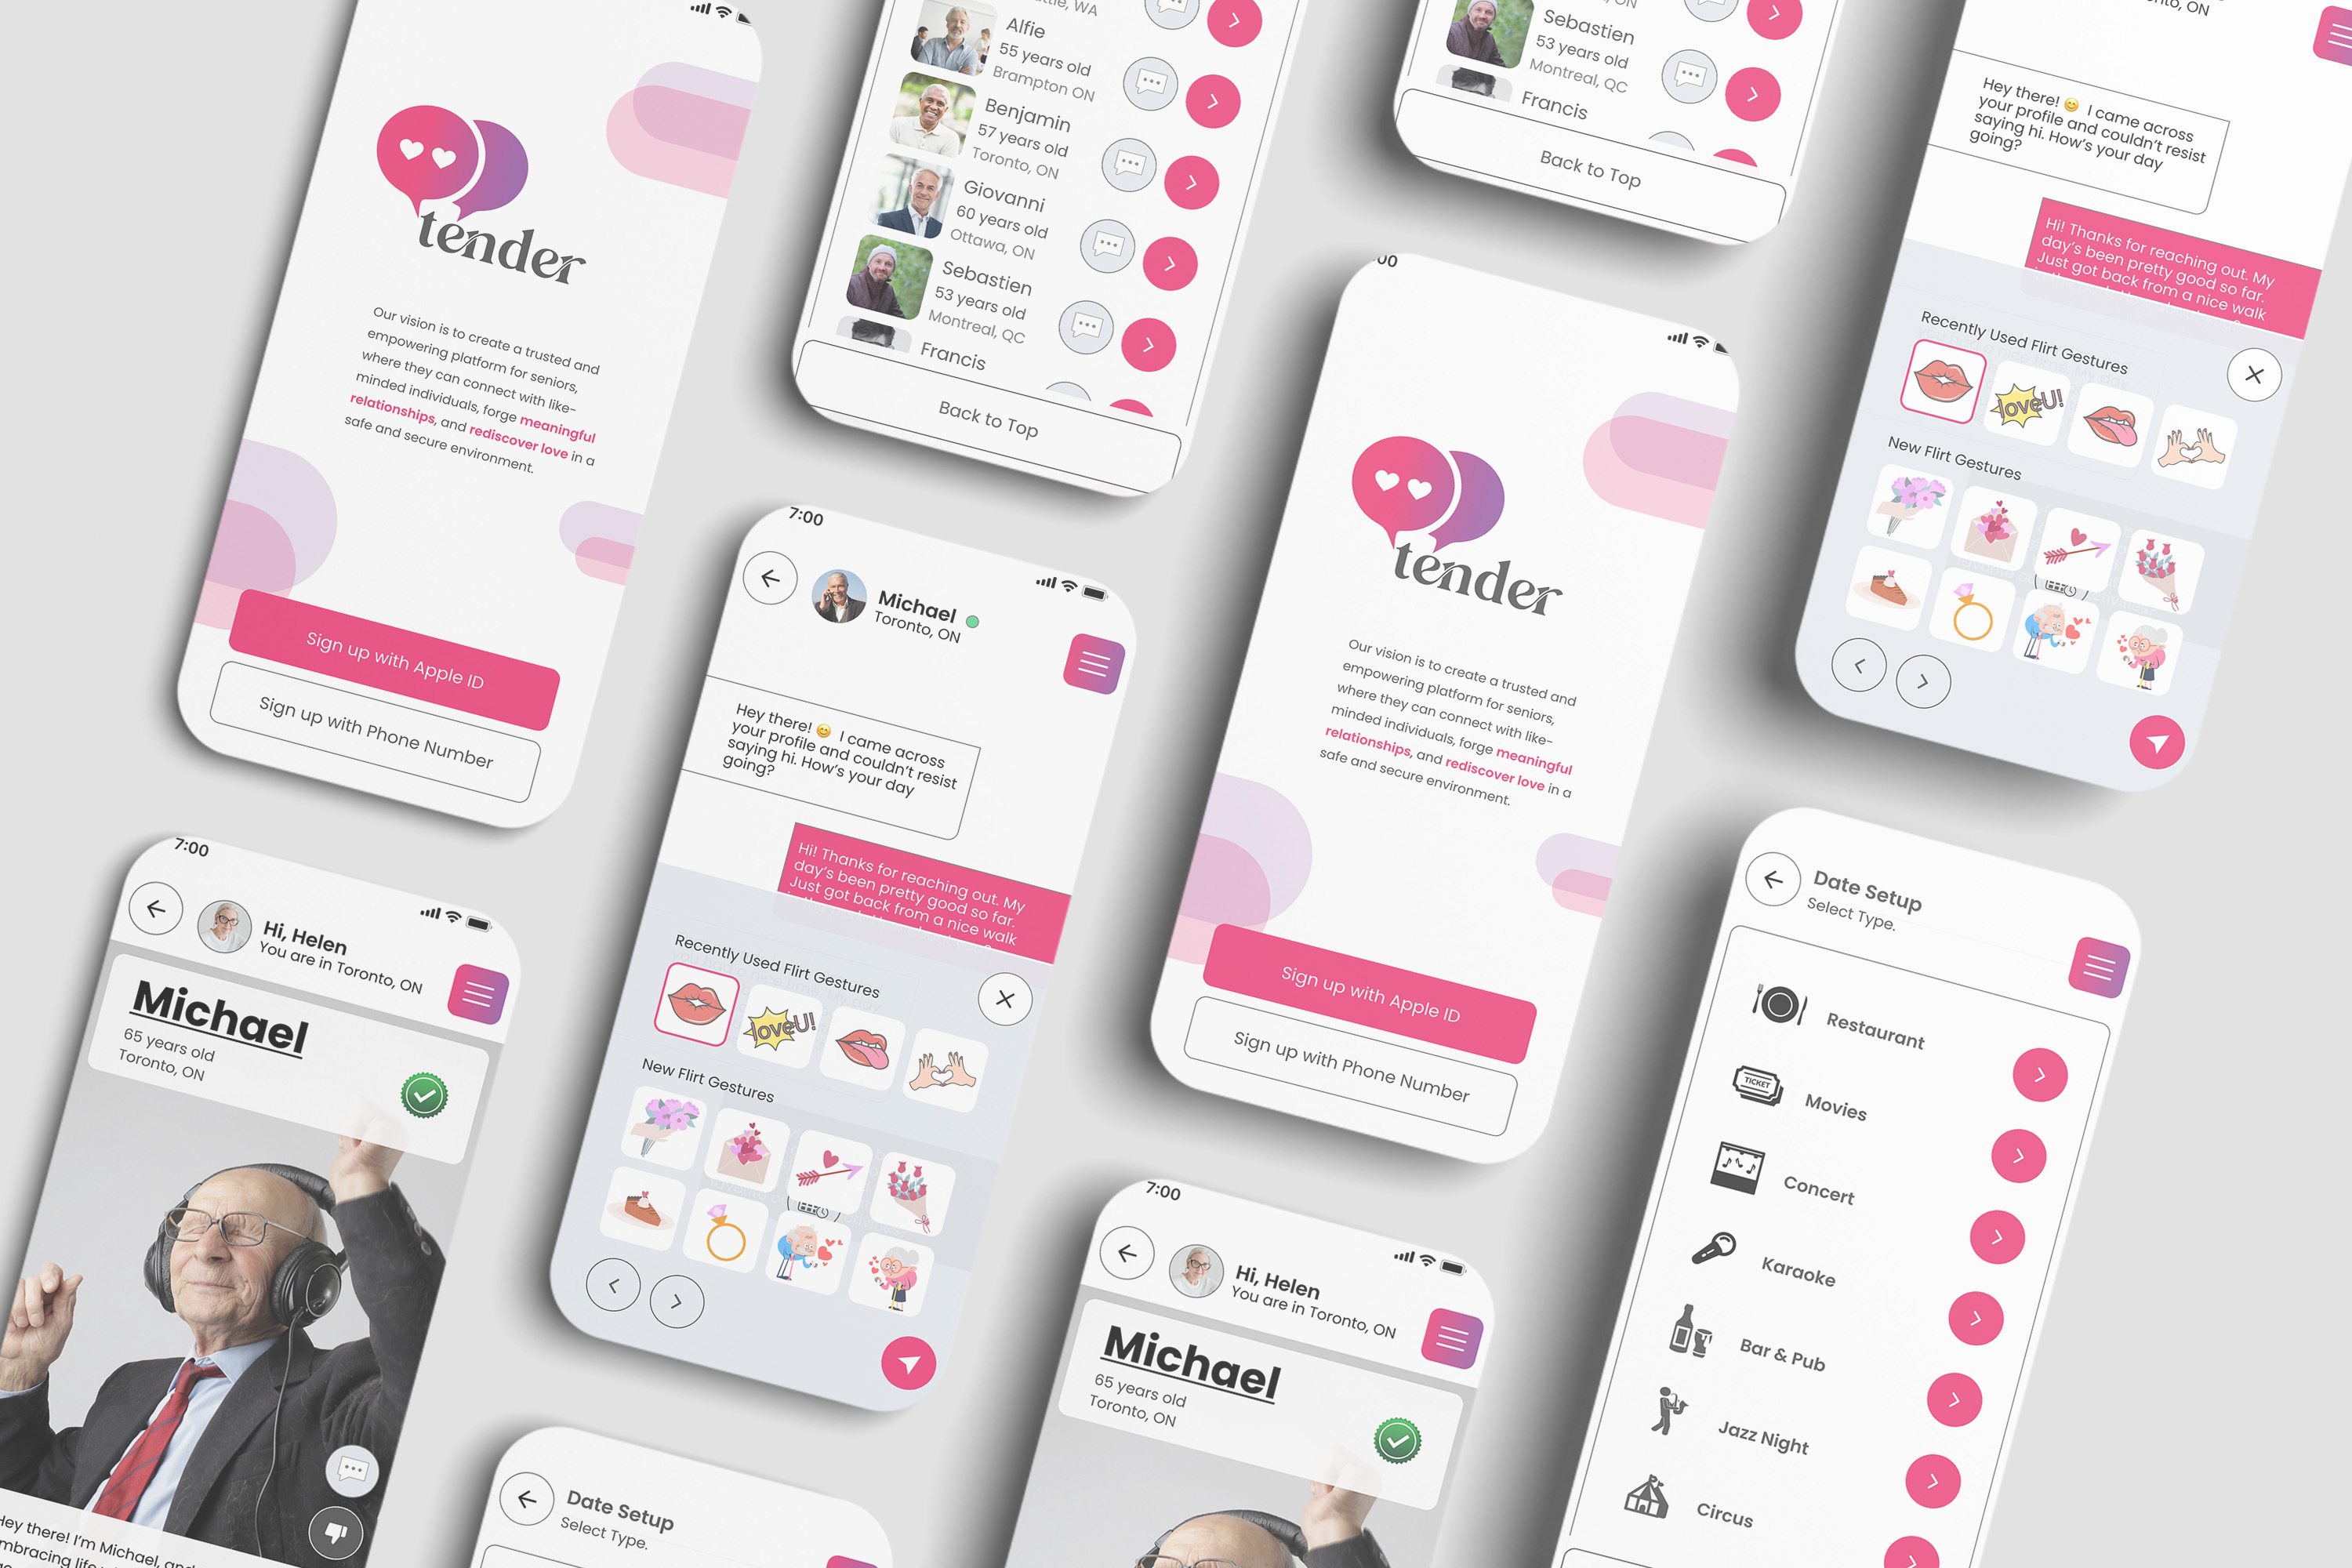 tender
Our vision is to create a trusted and
empowering platform for seniors,
where they can connect with like-
minded individuals, forge meaningful
relationships, and rediscover love in a
safe and secure environment.
Sign up with Apple ID
Sign up with Phone Number
WA
Alfie
55 years old
Brampton ON
Benjamin
57 years old
Toronto, ON
Giovanni
60 years old
Ottawa, ON
Sebastien
53 years old
Montreal, QC
Francis
Back to Top
ON
Sebastien
53 years old
Montreal, QC
Francis
Back to Top
ON
Hey there! 😊 I came across
your profile and couldn't resist
saying hi. How's your day
going?
Hi! Thanks for reaching out. My
day's been pretty good so far.
Just got back from a nice walk
Recently Used Flirt Gestures
loveU!
New Flirt Gestures
7:00
Hi, Helen
You are in Toronto, ON
Michael
65 years old
Toronto, ON
Hey there! I'm Michael, and
7:00
Michael
Toronto, ON
Hey there! 😊 I came across
your profile and couldn't resist
saying hi. How's your day
going?
Hi! Thanks for reaching out. My
day's been pretty good so far.
Just got back from a nice walk
Recently Used Flirt Gestures
loveU!
New Flirt Gestures
Date Setup
Select Type.
00
tender
Our vision is to create a trusted and
empowering platform for seniors,
where they can connect with like-
minded individuals, forge meaningful
relationships, and rediscover love in a
safe and secure environment.
Sign up with Apple ID
Sign up with Phone Number
7:00
Hi, Helen
You are in Toronto, ON
Michael
65 years old
Toronto, ON
Date Setup
Select Type.
Restaurant
TICKET
Movies
Concert
Karaoke
Bar & Pub
Jazz Night
Circus